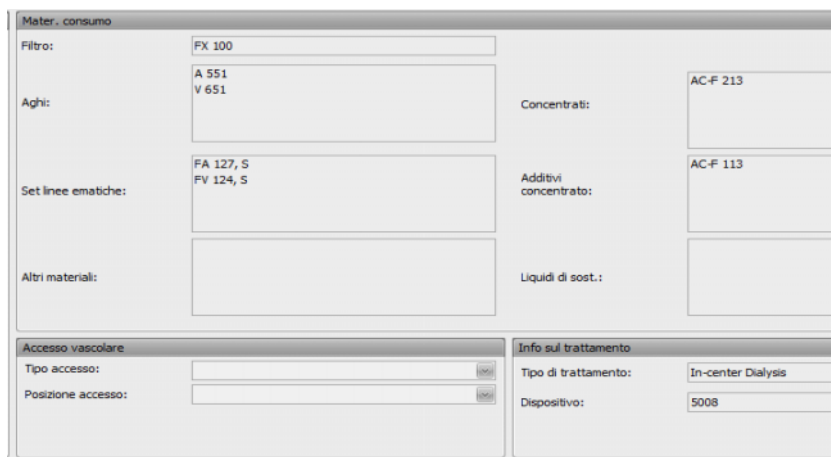 Mater. consumo
Filtro:
FX 100
Aghi:
A 551
V 651
Concentrati:
AC-F 213
Set linee ematiche:
FA 127, S
FV 124, S
Additivi
concentrato:
AC-F 113
Altri materiali:
Liquidi di sost.:
Accesso vascolare
Tipo accesso:
Posizione accesso:
Info sul trattamento
Tipo di trattamento:
In-center Dialysis
Dispositivo:
5008